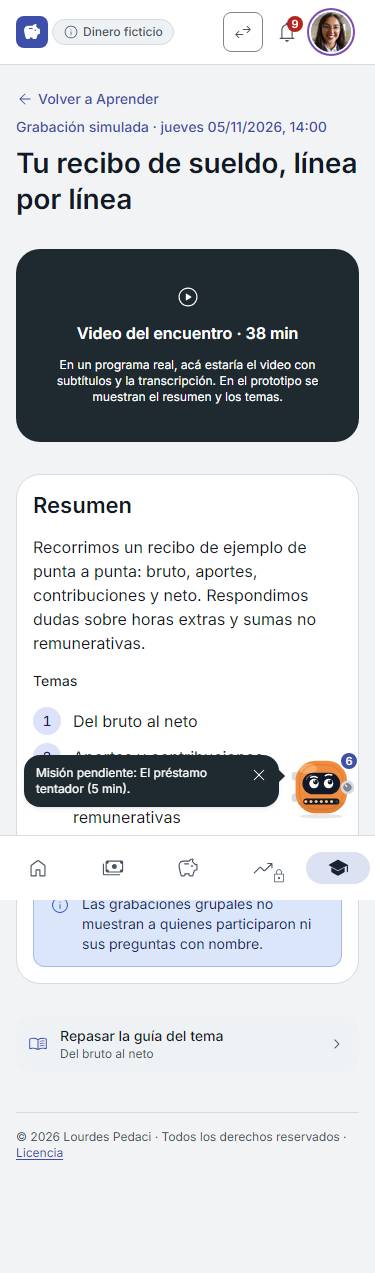 Dinero ficticio
9
Volver a Aprender
Grabación simulada · jueves 05/11/2026, 14:00
Tu recibo de sueldo, línea
por línea
Video del encuentro · 38 min
En un programa real, acá estaría el video con
subtítulos y la transcripción. En el prototipo se
muestran el resumen y los temas.
Resumen
Recorrimos un recibo de ejemplo de
punta a punta: bruto, aportes,
contribuciones y neto. Respondimos
dudas sobre horas extras y sumas no
remunerativas.
Temas
1 Del bruto al neto
6
Misión pendiente: El préstamo
tentador (5 min).
remunerativas
Las grabaciones grupales no
muestran a quienes participaron ni
sus preguntas con nombre.
Repasar la guía del tema
Del bruto al neto
© 2026 Lourdes Pedaci · Todos los derechos reservados ·
Licencia